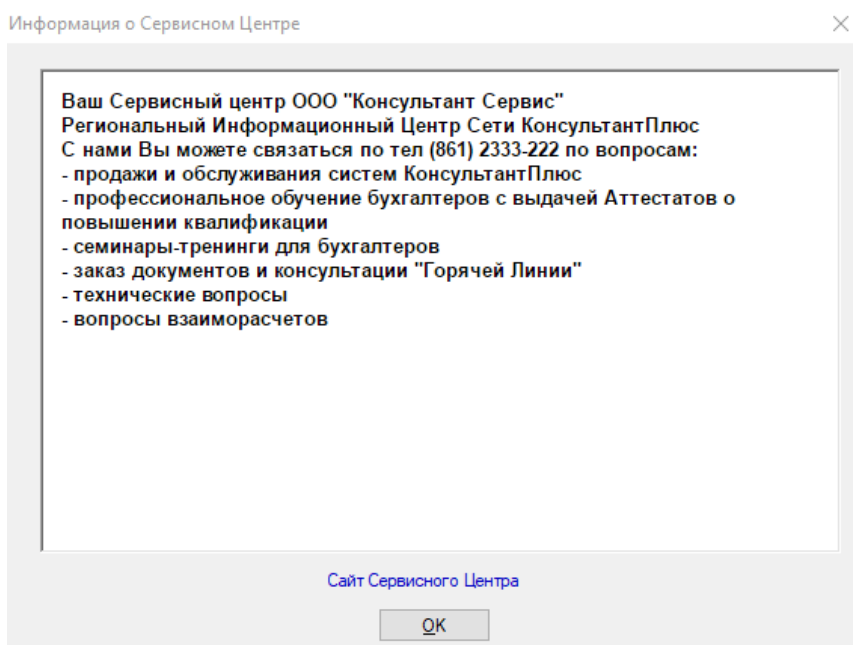 Информация о Сервисном Центре
Ваш Сервисный центр ООО "Консультант Сервис"
Региональный Информационный Центр Сети КонсультантПлюс
С нами Вы можете связаться по тел (861) 2333-222 по вопросам:
- продажи и обслуживания систем КонсультантПлюс
- профессиональное обучение бухгалтеров с выдачей Аттестатов о
повышении квалификации
- семинары-тренинги для бухгалтеров
- заказ документов и консультации "Горячей Линии"
- технические вопросы
- вопросы взаиморасчетов
Сайт Сервисного Центра
OK